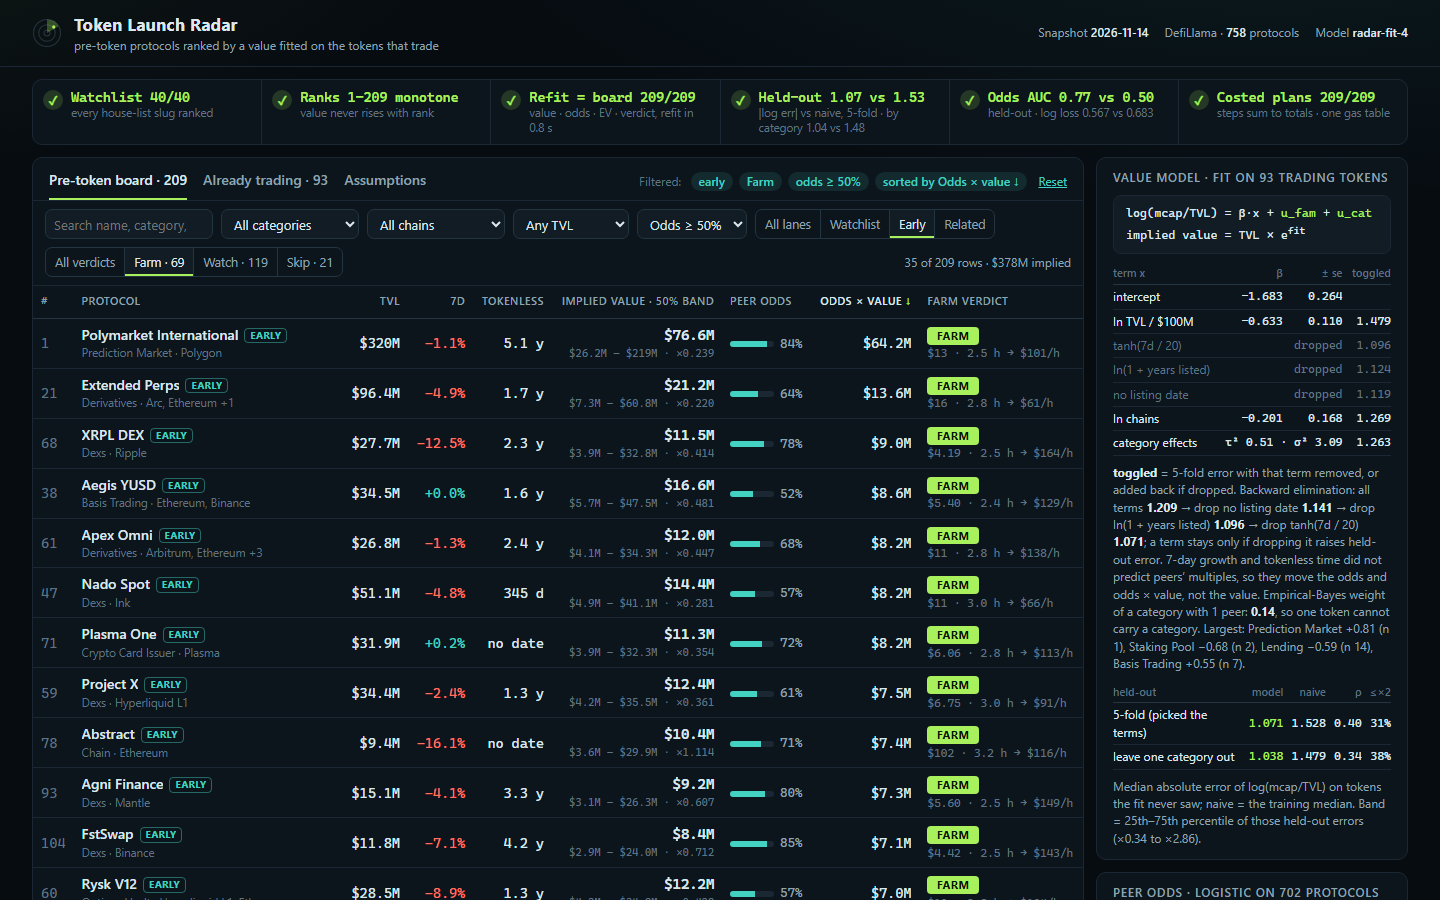 Token Launch Radar
pre-token protocols ranked by a value fitted on the tokens that trade
Snapshot 2026-11-14 DefiLlama · 758 protocols Model radar-fit-4
Watchlist 40/40
every house-list slug ranked
Ranks 1–209 monotone
value never rises with rank
Refit = board 209/209
value · odds · EV · verdict, refit in
0.8 s
Held-out 1.07 vs 1.53
|log err| vs naive, 5-fold · by
category 1.04 vs 1.48
Odds AUC 0.77 vs 0.50
held-out · log loss 0.567 vs 0.683
Costed plans 209/209
steps sum to totals · one gas table
Pre-token board · 209 Already trading · 93 Assumptions
Filtered: early Farm odds ≥ 50% sorted by Odds × value ↓ Reset
Search name, category, All categories All chains Any TVL Odds ≥ 50% All lanes Watchlist Early Related
All verdicts Farm · 69 Watch · 119 Skip · 21
35 of 209 rows · $378M implied
# PROTOCOL TVL 7D TOKENLESS IMPLIED VALUE · 50% BAND PEER ODDS ODDS × VALUE ↓ FARM VERDICT
1 Polymarket International EARLY $320M −1.1% 5.1 y $76.6M 84% $64.2M FARM
Prediction Market · Polygon $26.2M – $219M · ×0.239 $13 · 2.5 h → $101/h
21 Extended Perps EARLY $96.4M −4.9% 1.7 y $21.2M 64% $13.6M FARM
Derivatives · Arc, Ethereum +1 $7.3M – $60.8M · ×0.220 $16 · 2.8 h → $61/h
68 XRPL DEX EARLY $27.7M −12.5% 2.3 y $11.5M 78% $9.0M FARM
Dexs · Ripple $3.9M – $32.8M · ×0.414 $4.19 · 2.5 h → $164/h
38 Aegis YUSD EARLY $34.5M +0.0% 1.6 y $16.6M 52% $8.6M FARM
Basis Trading · Ethereum, Binance $5.7M – $47.5M · ×0.481 $5.40 · 2.4 h → $129/h
61 Apex Omni EARLY $26.8M −1.3% 2.4 y $12.0M 68% $8.2M FARM
Derivatives · Arbitrum, Ethereum +3 $4.1M – $34.3M · ×0.447 $11 · 2.8 h → $138/h
47 Nado Spot EARLY $51.1M −4.8% 345 d $14.4M 57% $8.2M FARM
Dexs · Ink $4.9M – $41.1M · ×0.281 $11 · 3.0 h → $66/h
71 Plasma One EARLY $31.9M +0.2% no date $11.3M 72% $8.2M FARM
Crypto Card Issuer · Plasma $3.9M – $32.3M · ×0.354 $6.06 · 2.8 h → $113/h
59 Project X EARLY $34.4M −2.4% 1.3 y $12.4M 61% $7.5M FARM
Dexs · Hyperliquid L1 $4.2M – $35.5M · ×0.361 $6.75 · 3.0 h → $91/h
78 Abstract EARLY $9.4M −16.1% no date $10.4M 71% $7.4M FARM
Chain · Ethereum $3.6M – $29.9M · ×1.114 $102 · 3.2 h → $116/h
93 Agni Finance EARLY $15.1M −4.1% 3.3 y $9.2M 80% $7.3M FARM
Dexs · Mantle $3.1M – $26.3M · ×0.607 $5.60 · 2.5 h → $149/h
104 FstSwap EARLY $11.8M −7.1% 4.2 y $8.4M 85% $7.1M FARM
Dexs · Binance $2.9M – $24.0M · ×0.712 $4.42 · 2.5 h → $143/h
60 Rysk V12 EARLY $28.5M −8.9% 1.3 y $12.2M 57% $7.0M FARM
VALUE MODEL · FIT ON 93 TRADING TOKENS
log(mcap/TVL) = β·x + u_fam + u_cat
implied value = TVL × e^fit
term x β ± se toggled
intercept −1.683 0.264
ln TVL / $100M −0.633 0.110 1.479
tanh(7d / 20) dropped 1.096
ln(1 + years listed) dropped 1.124
no listing date dropped 1.119
ln chains −0.201 0.168 1.269
category effects τ² 0.51 · σ² 3.09 1.263
toggled = 5-fold error with that term removed, or
added back if dropped. Backward elimination: all
terms 1.209 → drop no listing date 1.141 → drop
ln(1 + years listed) 1.096 → drop tanh(7d / 20)
1.071; a term stays only if dropping it raises held-
out error. 7-day growth and tokenless time did not
predict peers' multiples, so they move the odds and
odds × value, not the value. Empirical-Bayes weight
of a category with 1 peer: 0.14, so one token cannot
carry a category. Largest: Prediction Market +0.81 (n
1), Staking Pool −0.68 (n 2), Lending −0.59 (n 14),
Basis Trading +0.55 (n 7).
held-out model naive ρ ≤×2
5-fold (picked the
terms) 1.071 1.528 0.40 31%
leave one category out 1.038 1.479 0.34 38%
Median absolute error of log(mcap/TVL) on tokens
the fit never saw; naive = the training median. Band
= 25th–75th percentile of those held-out errors
(×0.34 to ×2.86).
PEER ODDS · LOGISTIC ON 702 PROTOCOLS